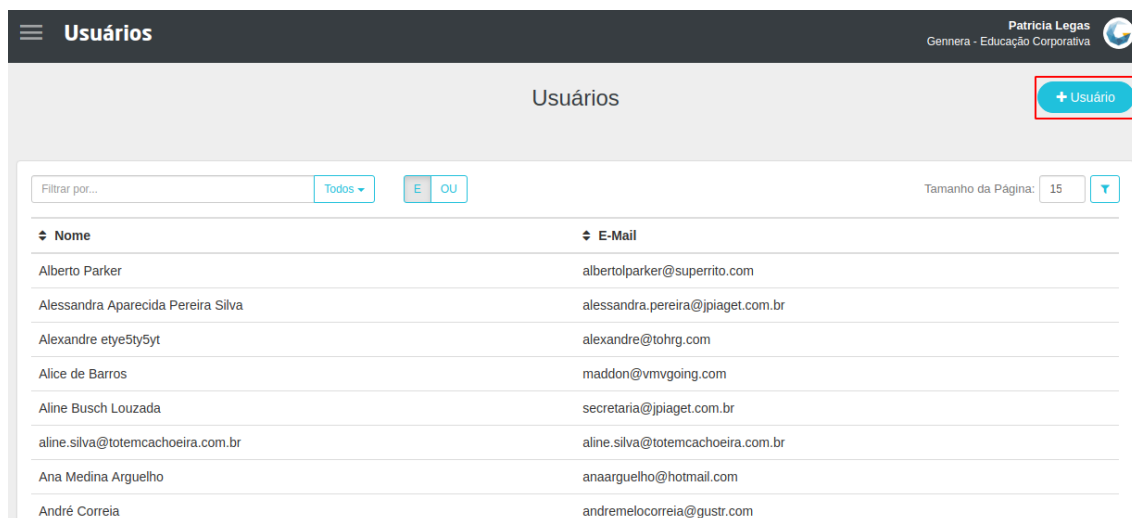 Usuários
Patricia Legas
Gennera - Educação Corporativa
Usuários
+ Usuário
Filtrar por... Todos E OU Tamanho da Página: 15
Nome E-Mail
Alberto Parker albertolparker@superrito.com
Alessandra Aparecida Pereira Silva alessandra.pereira@jpiaget.com.br
Alexandre etye5ty5yt alexandre@tohrg.com
Alice de Barros maddon@vmvgoing.com
Aline Busch Louzada secretaria@jpiaget.com.br
aline.silva@totemcachoeira.com.br aline.silva@totemcachoeira.com.br
Ana Medina Arguelho anaarguelho@hotmail.com
André Correia andremelocorreia@gustr.com